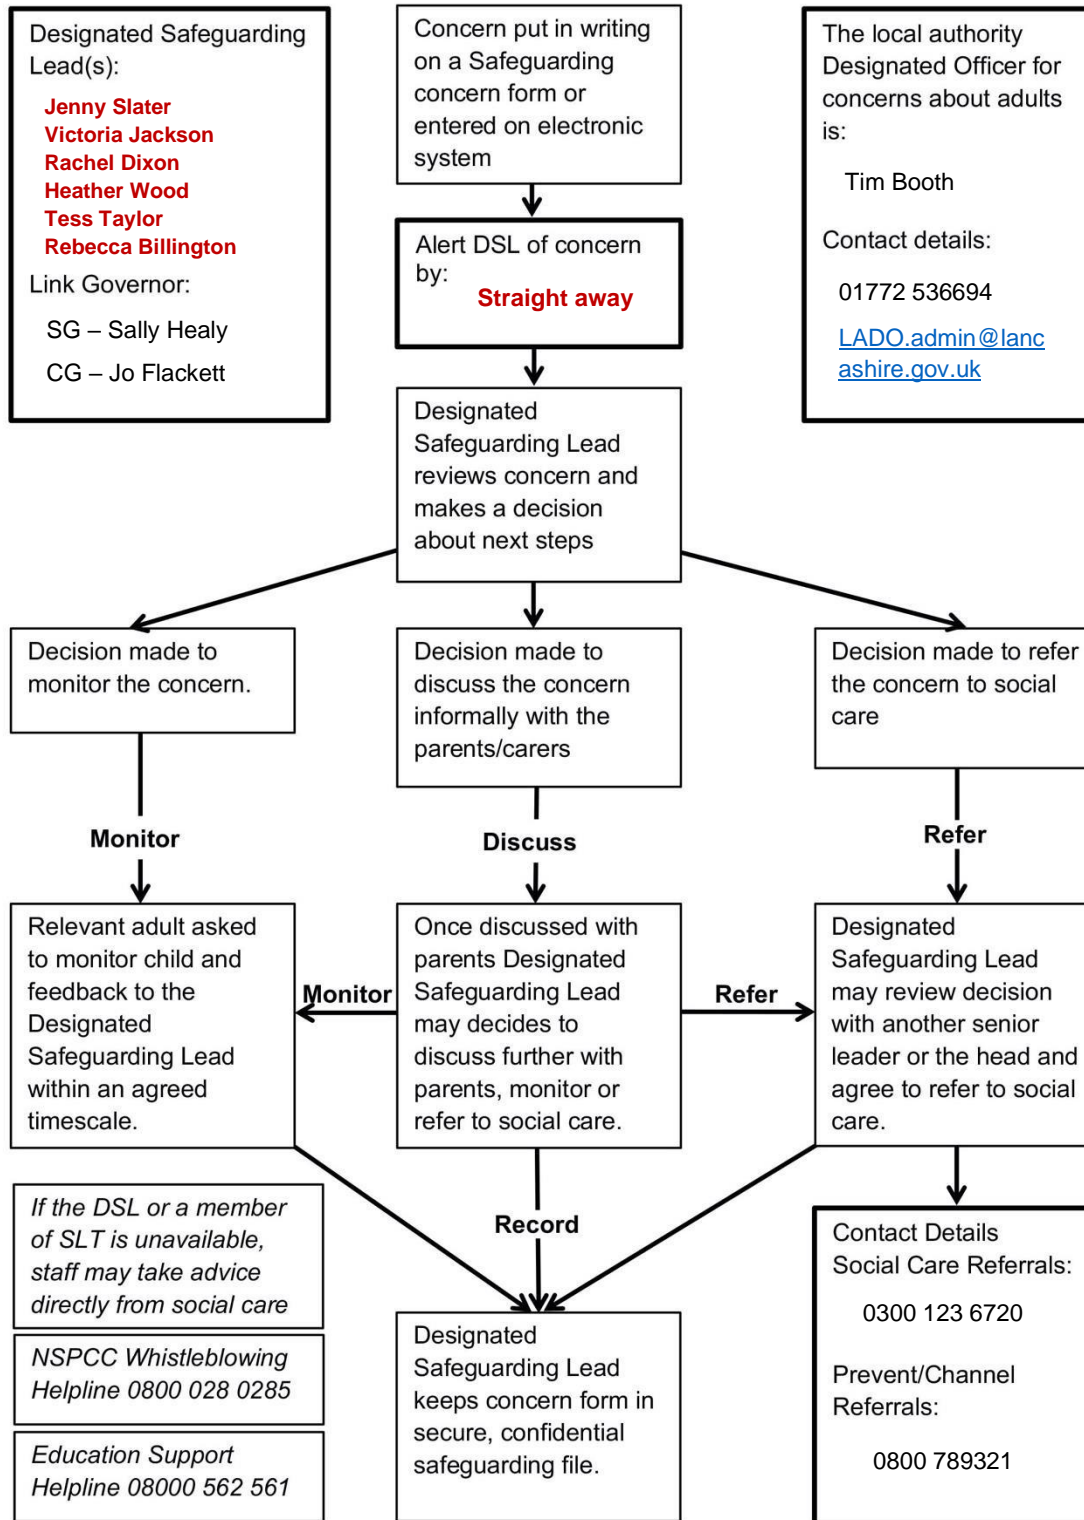 Designated Safeguarding
Lead(s):
Jenny Slater
Victoria Jackson
Rachel Dixon
Heather Wood
Tess Taylor
Rebecca Billington
Link Governor:
SG – Sally Healy
CG – Jo Flackett
Concern put in writing
on a Safeguarding
concern form or
entered on electronic
system
The local authority
Designated Officer for
concerns about adults
is:
Tim Booth
Contact details:
01772 536694
LADO.admin@lanc
ashire.gov.uk
Alert DSL of concern
by:
Straight away
Designated
Safeguarding Lead
reviews concern and
makes a decision
about next steps
Decision made to
monitor the concern.
Decision made to
discuss the concern
informally with the
parents/carers
Decision made to refer
the concern to social
care
Monitor
Discuss
Refer
Relevant adult asked
to monitor child and
feedback to the
Designated
Safeguarding Lead
within an agreed
timescale.
Monitor
Once discussed with
parents Designated
Safeguarding Lead
may decides to
discuss further with
parents, monitor or
refer to social care.
Refer
Designated
Safeguarding Lead
may review decision
with another senior
leader or the head and
agree to refer to social
care.
If the DSL or a member
of SLT is unavailable,
staff may take advice
directly from social care
NSPCC Whistleblowing
Helpline 0800 028 0285
Education Support
Helpline 08000 562 561
Record
Designated
Safeguarding Lead
keeps concern form in
secure, confidential
safeguarding file.
Contact Details
Social Care Referrals:
0300 123 6720
Prevent/Channel
Referrals:
0800 789321